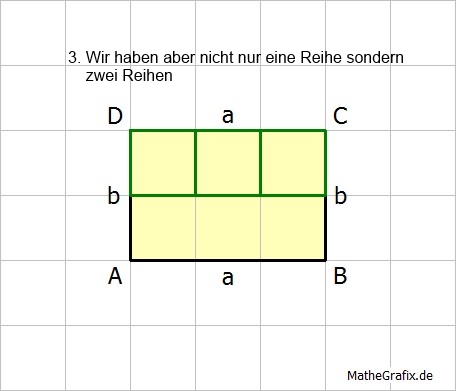 3. Wir haben aber nicht nur eine Reihe sondern
zwei Reihen
D a C
b b
A a B
MatheGrafix.de